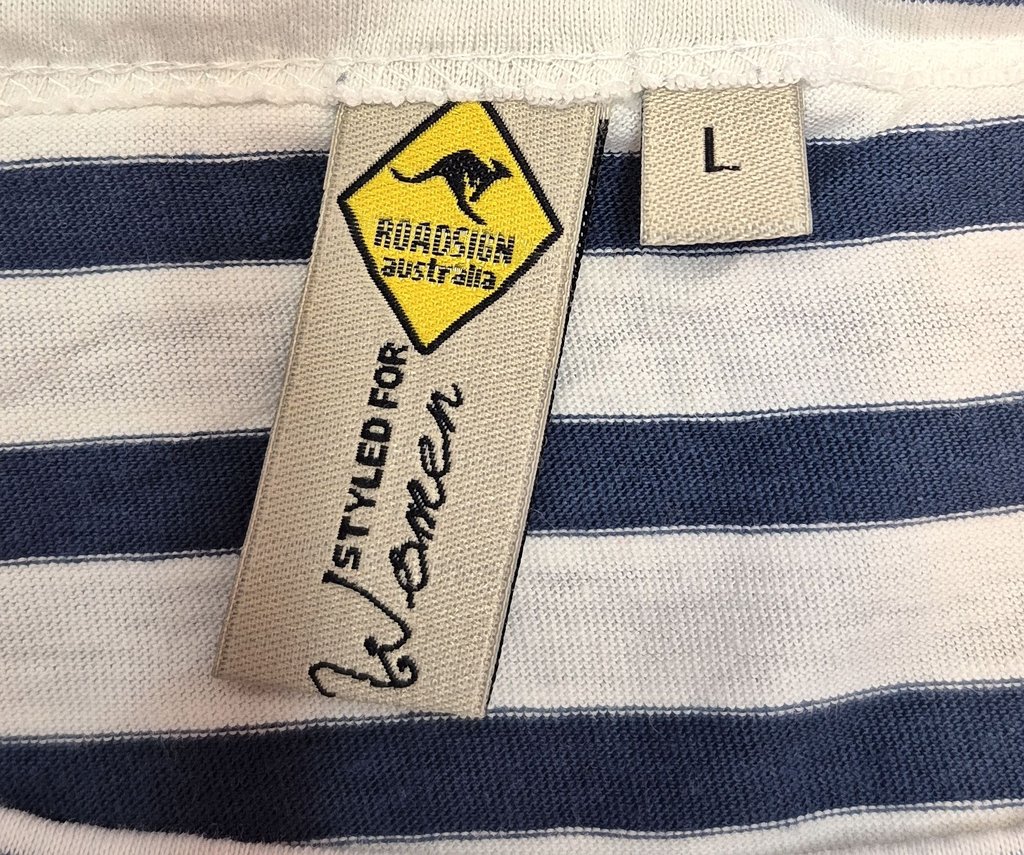 ROADSIGN
australia
STYLED FOR
Women
L